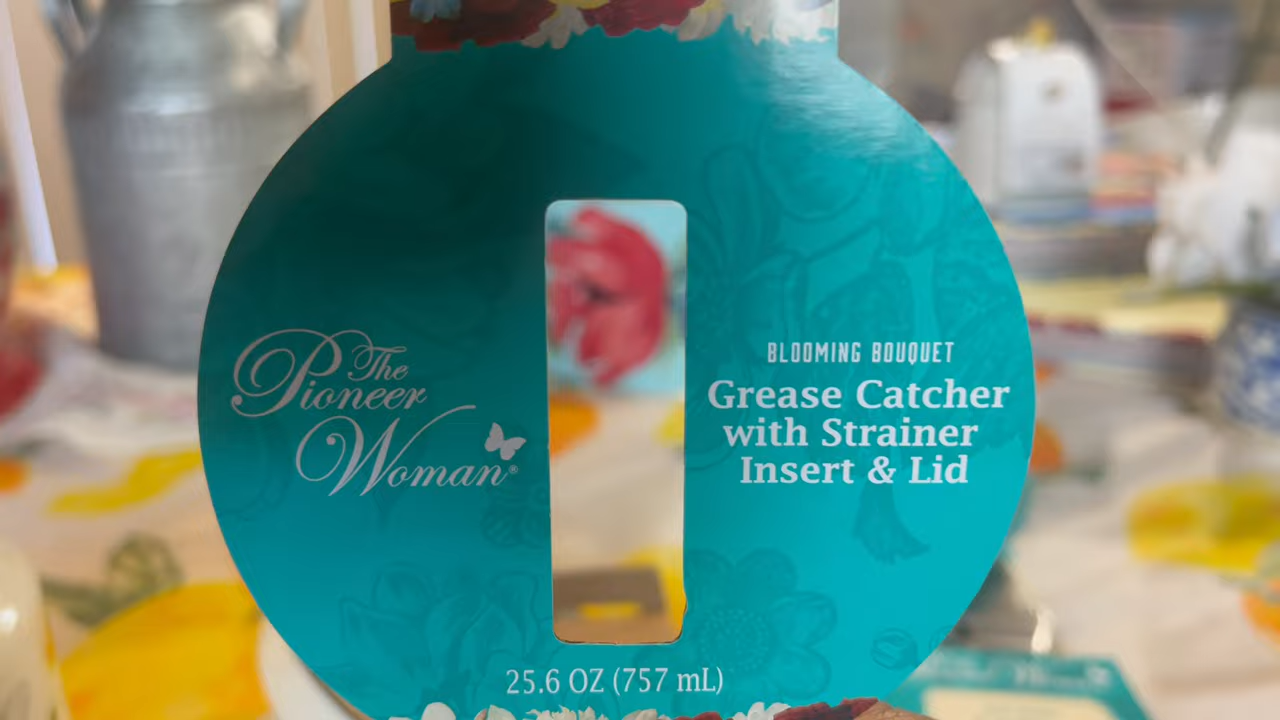 The
Pioneer
Woman®
BLOOMING BOUQUET
Grease Catcher
with Strainer
Insert & Lid
25.6 OZ (757 mL)